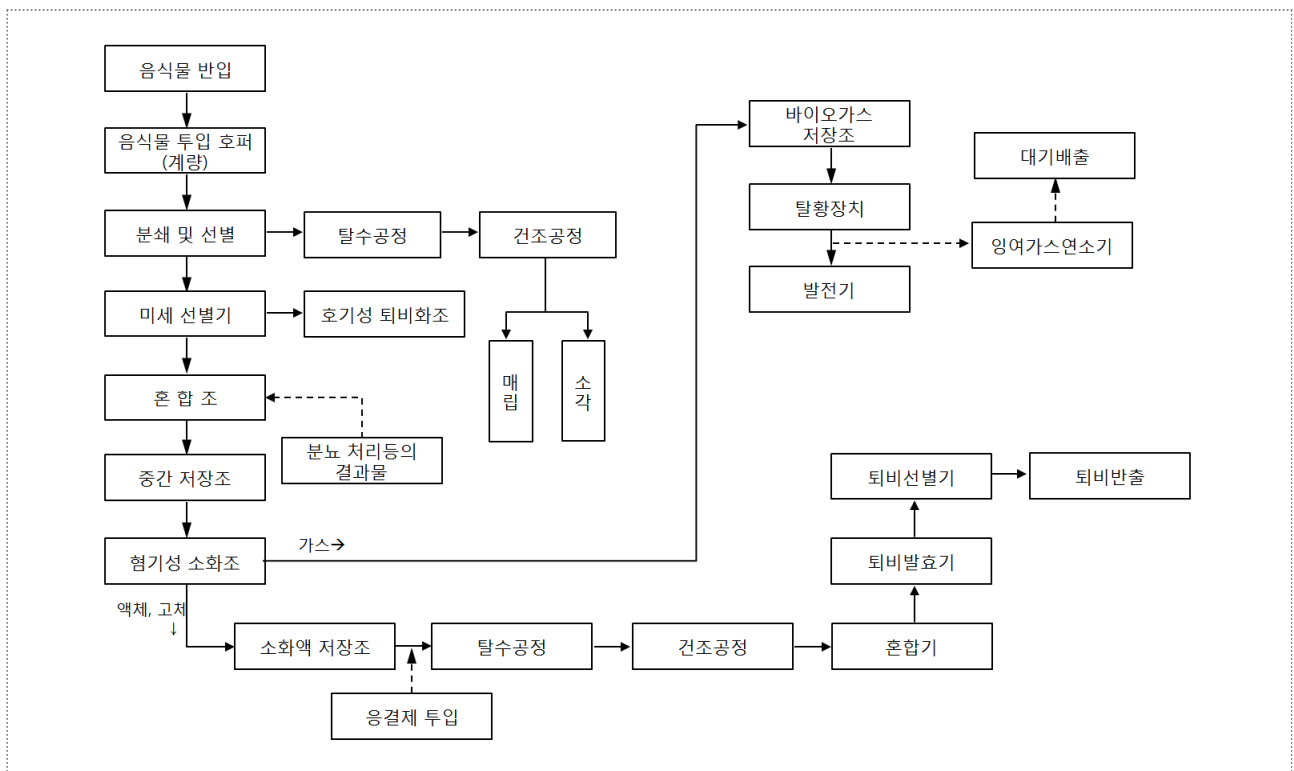 음식물 반입
음식물 투입 호퍼
(계량)
분쇄 및 선별
탈수공정
건조공정
미세 선별기
호기성 퇴비화조
매립
소각
혼 합 조
분뇨 처리등의
결과물
중간 저장조
혐기성 소화조
가스→
액체, 고체
↓
소화액 저장조
탈수공정
건조공정
혼합기
응결제 투입
퇴비발효기
퇴비선별기
퇴비반출
바이오가스
저장조
탈황장치
발전기
잉여가스연소기
대기배출